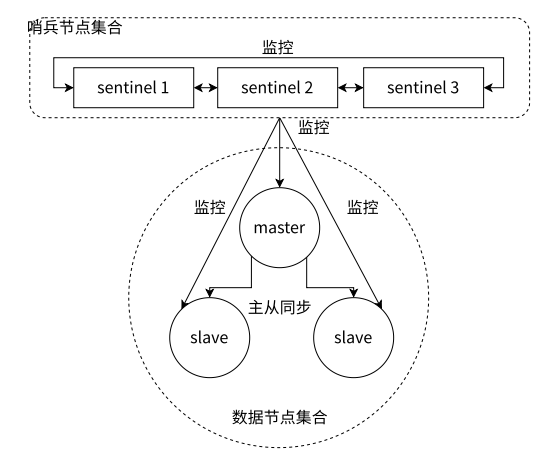 哨兵节点集合
监控
sentinel 1
sentinel 2
sentinel 3
监控
监控
监控
master
主从同步
slave
slave
数据节点集合